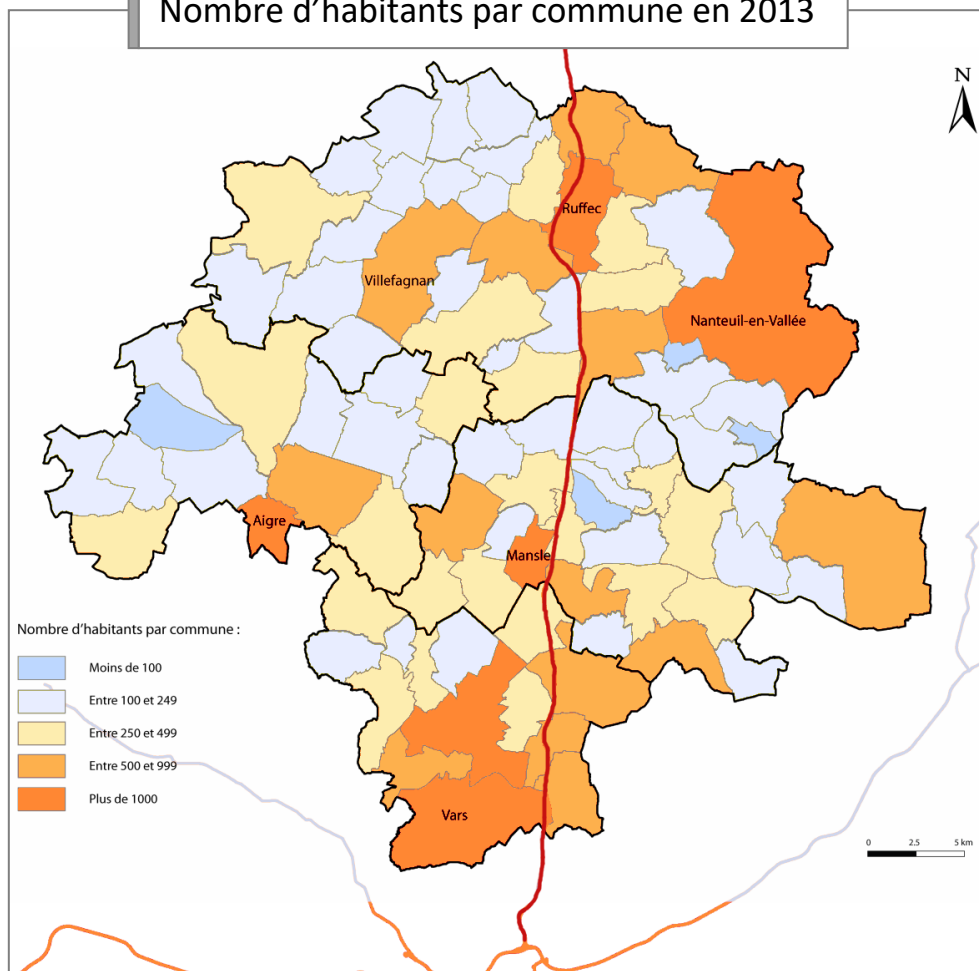 Nombre d’habitants par commune en 2013
N
Ruffec
Villefagnan
Nanteuil-en-Vallée
Aigre
Mansle
Nombre d'habitants par commune :
Moins de 100
Entre 100 et 249
Entre 250 et 499
Entre 500 et 999
Plus de 1000
Vars
0 2.5 5 km